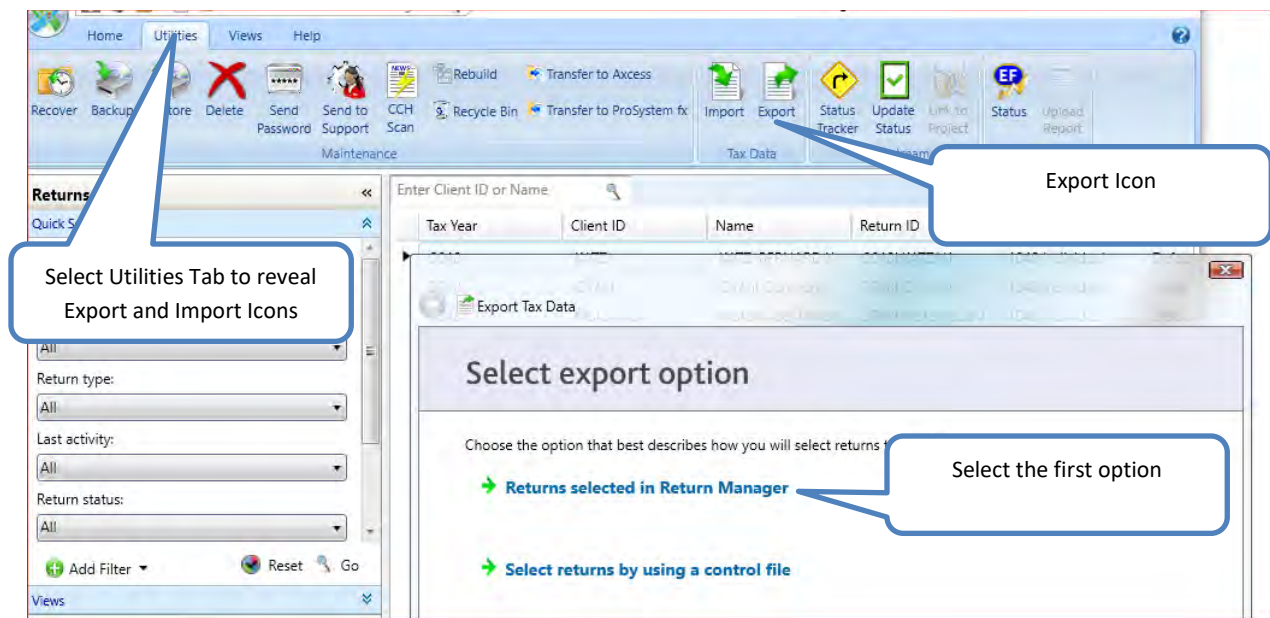 Home Utilities Views Help
Rebuild Transfer to Axcess
Recover Backup Delete Send Password Send to Support CCH Scan Recycle Bin Transfer to ProSystem fx Import Export Status Tracker Update Status Link to Project Status Upload Report
Maintenance Tax Data
Export Icon
Returns
Enter Client ID or Name
Tax Year Client ID Name Return ID
Select Utilities Tab to reveal
Export and Import Icons
Export Tax Data
All
Return type:
All
Last activity:
All
Return status:
All
Add Filter Reset Go
Views
Select export option
Choose the option that best describes how you will select returns
Select the first option
Returns selected in Return Manager
Select returns by using a control file